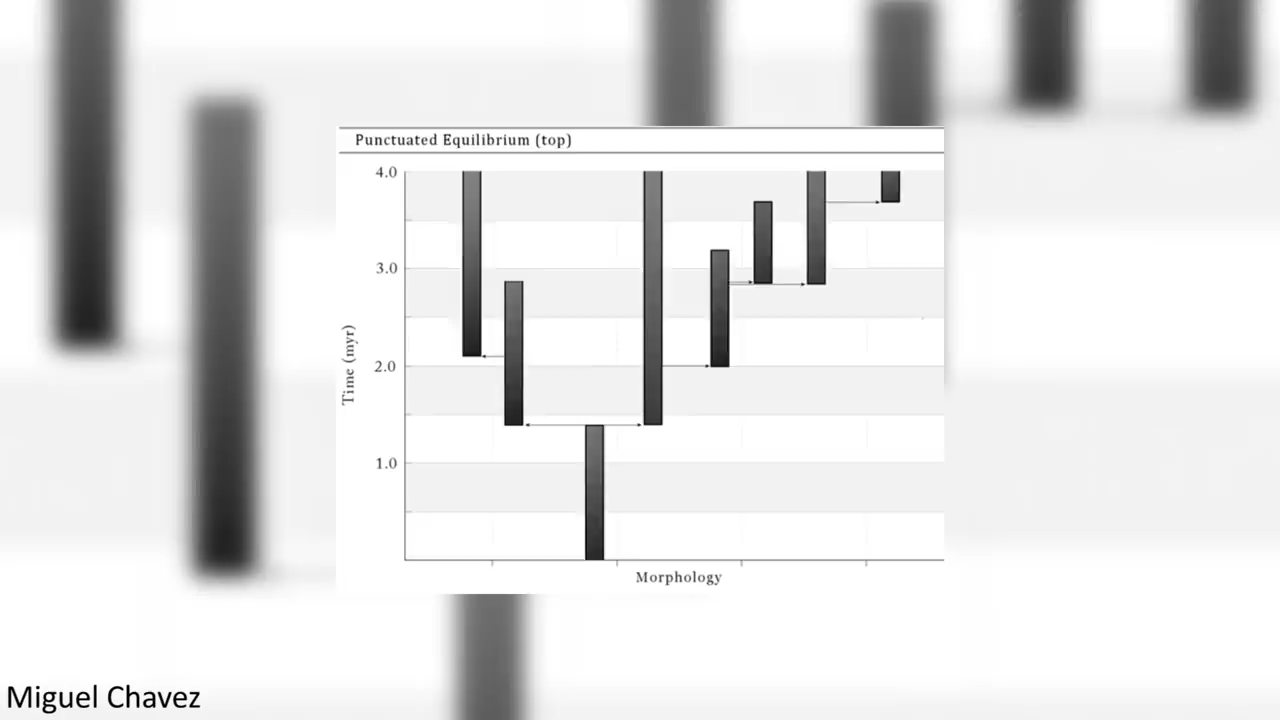 Punctuated Equilibrium (top)
4.0
3.0
2.0
1.0
Time (myr)
Morphology
Miguel Chavez